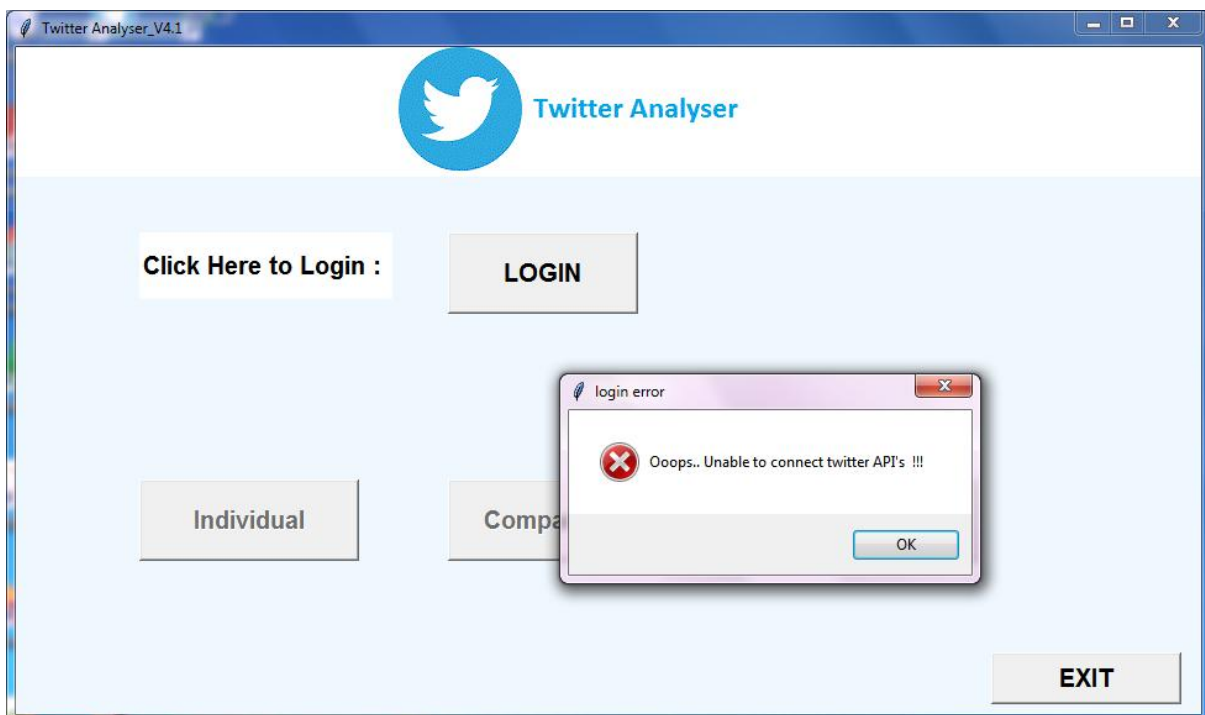 Twitter Analyser_V4.1
Twitter Analyser
Click Here to Login :
LOGIN
login error
Ooops.. Unable to connect twitter API's !!!
OK
Individual
Compa
EXIT